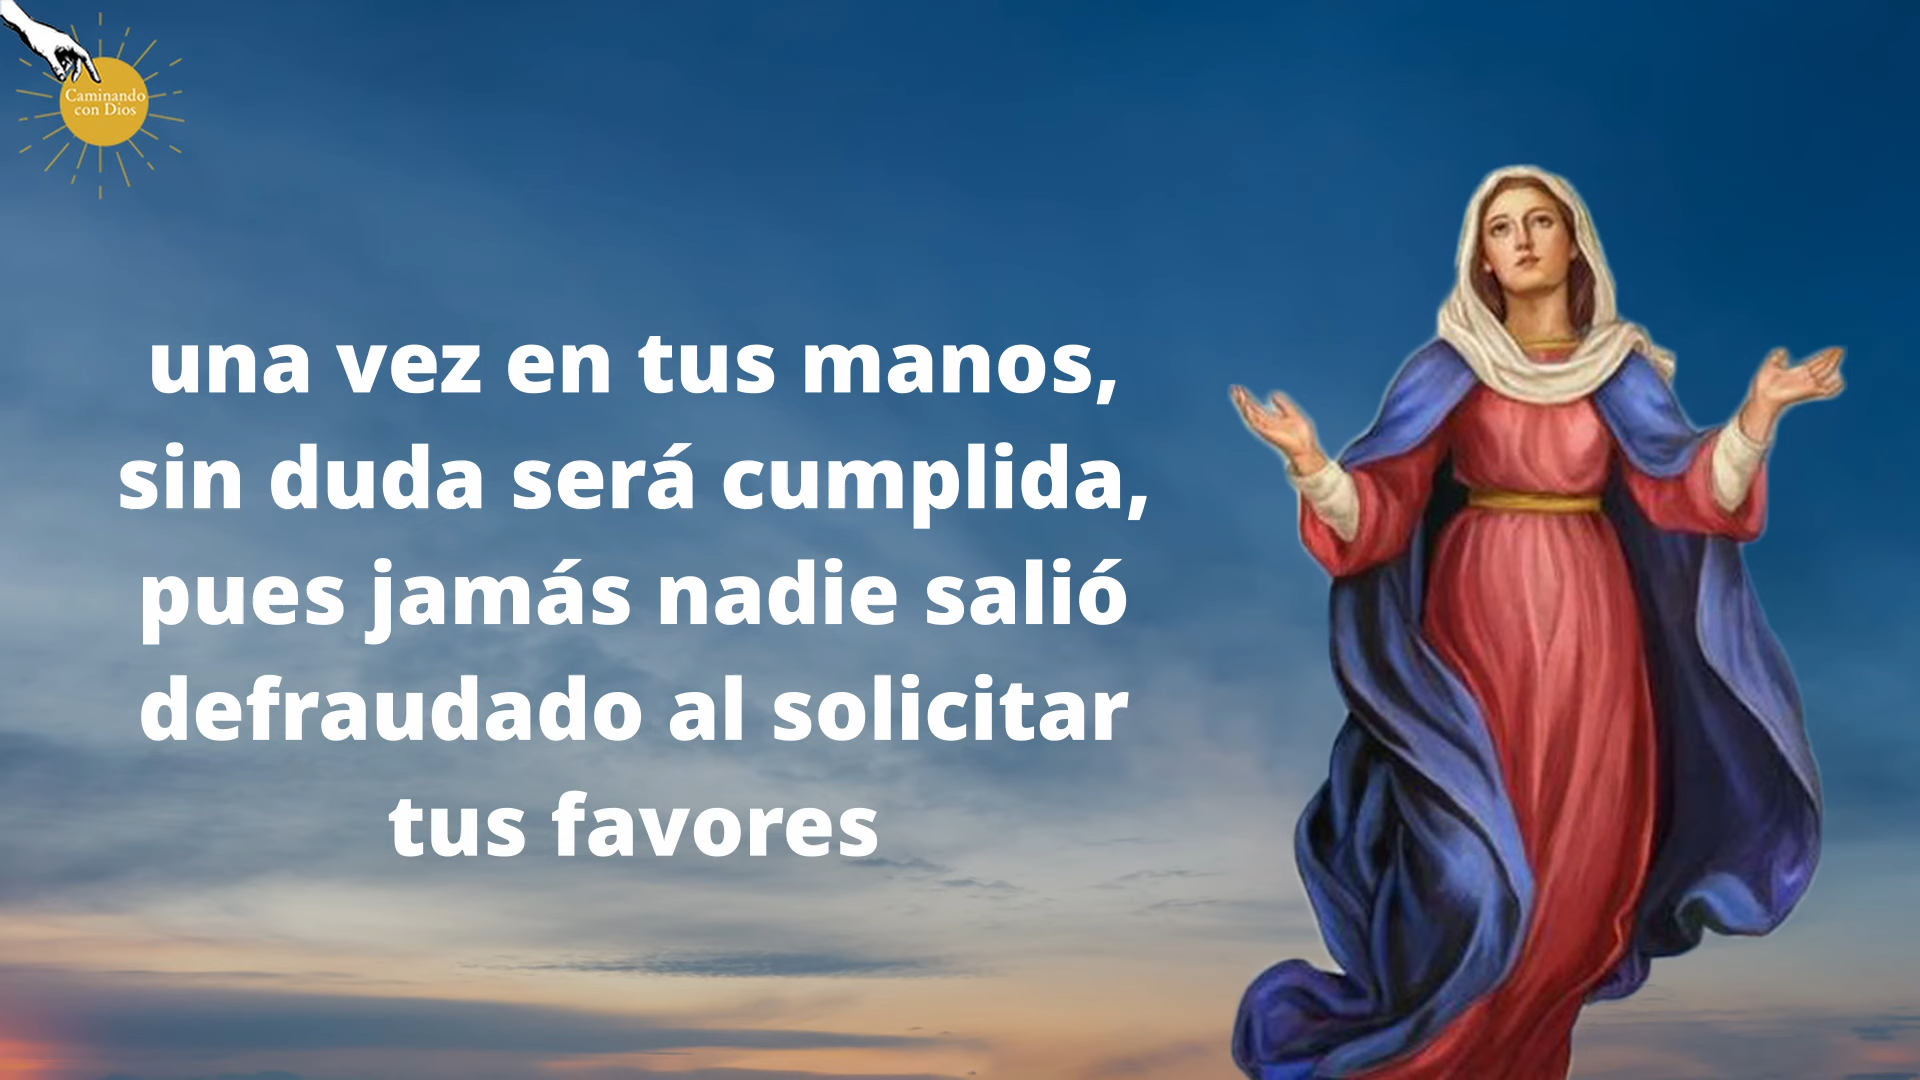 Caminando
con Dios
una vez en tus manos,
sin duda será cumplida,
pues jamás nadie salió
defraudado al solicitar
tus favores